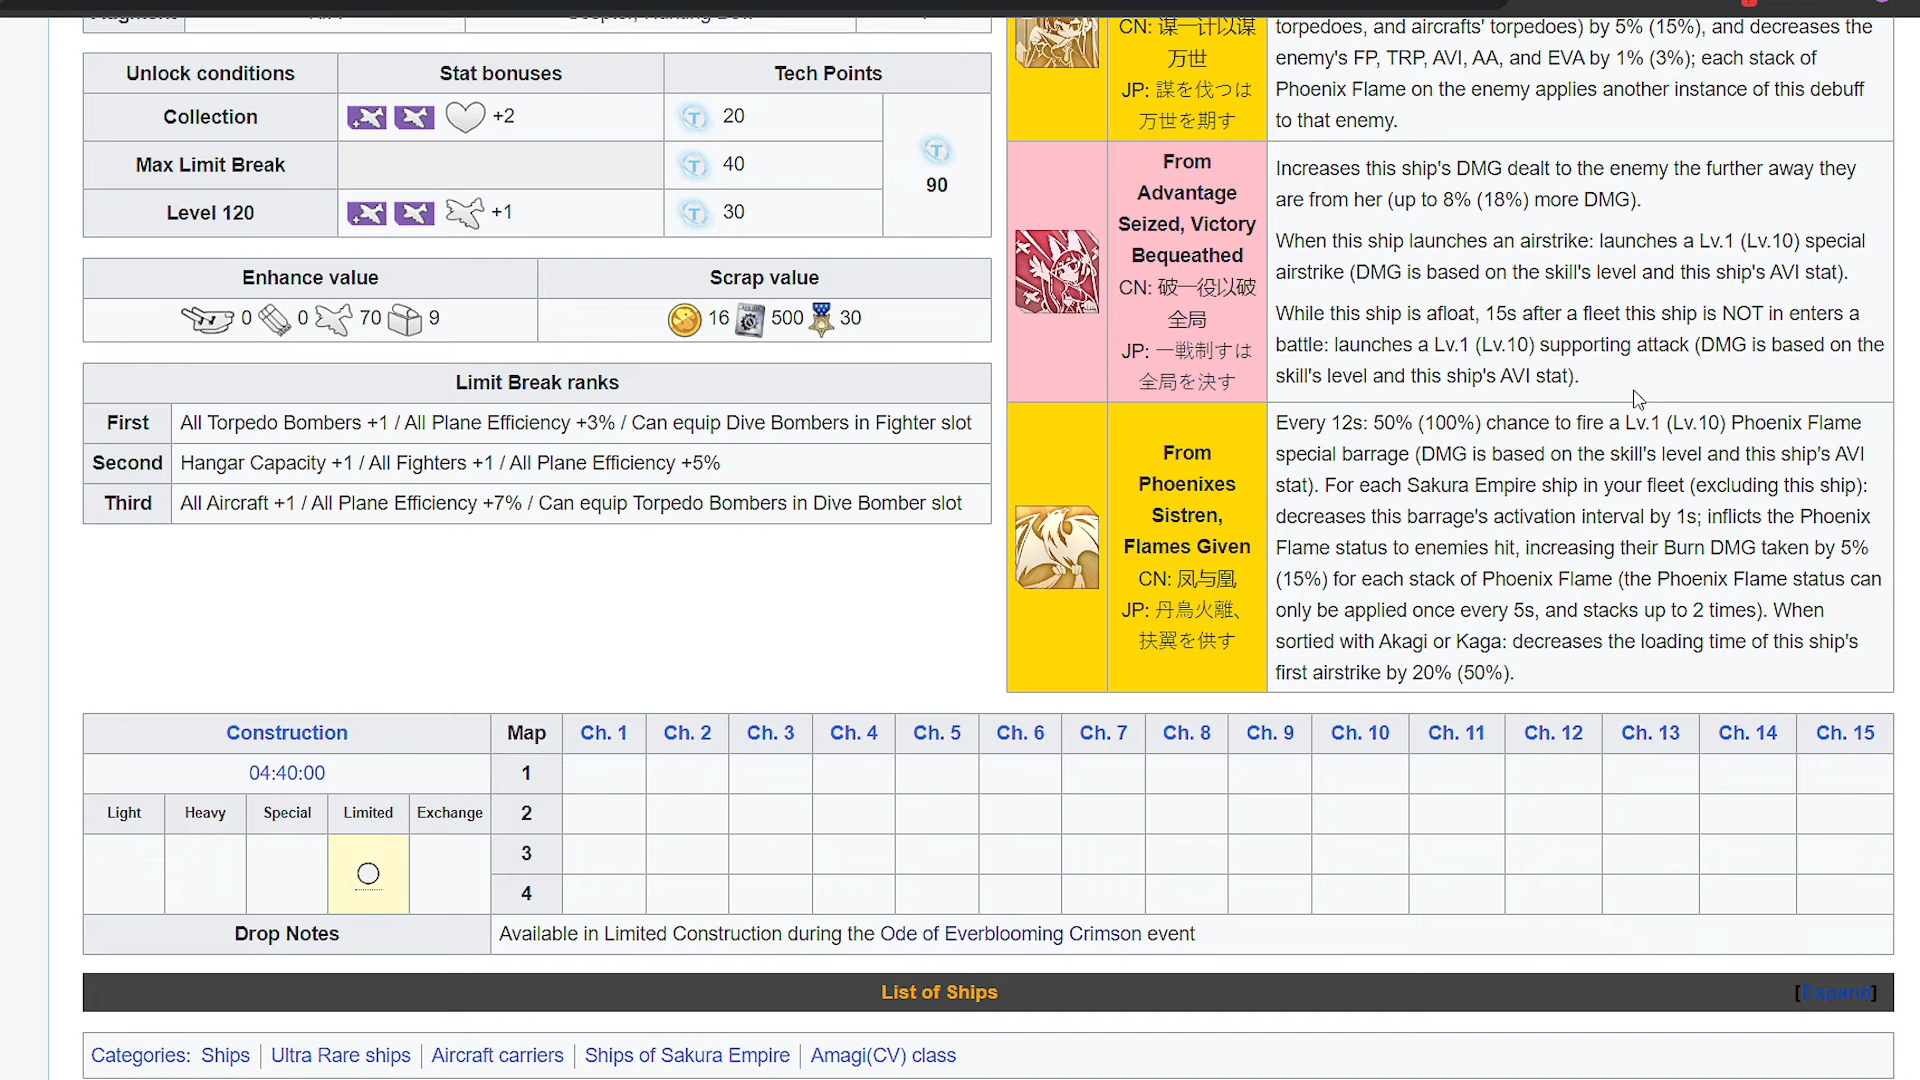 CN: 谋一计以谋
万世
JP: 謀を伐つは
万世を期す
torpedoes, and aircrafts' torpedoes) by 5% (15%), and decreases the
enemy's FP, TRP, AVI, AA, and EVA by 1% (3%); each stack of
Phoenix Flame on the enemy applies another instance of this debuff
to that enemy.
Unlock conditions Stat bonuses Tech Points
Collection +2 20
Max Limit Break 40
90
Level 120 +1 30
Enhance value Scrap value
0 0 70 9 16 500 30
Limit Break ranks
First All Torpedo Bombers +1 / All Plane Efficiency +3% / Can equip Dive Bombers in Fighter slot
Second Hangar Capacity +1 / All Fighters +1 / All Plane Efficiency +5%
Third All Aircraft +1 / All Plane Efficiency +7% / Can equip Torpedo Bombers in Dive Bomber slot
From
Advantage
Seized, Victory
Bequeathed
CN: 破一役以破
全局
JP: 一戦制すは
全局を決す
Increases this ship's DMG dealt to the enemy the further away they
are from her (up to 8% (18%) more DMG).
When this ship launches an airstrike: launches a Lv.1 (Lv.10) special
airstrike (DMG is based on the skill's level and this ship's AVI stat).
While this ship is afloat, 15s after a fleet this ship is NOT in enters a
battle: launches a Lv.1 (Lv.10) supporting attack (DMG is based on the
skill's level and this ship's AVI stat).
From
Phoenixes
Sistren,
Flames Given
CN: 凤与凰
JP: 丹鳥火離、
扶翼を供す
Every 12s: 50% (100%) chance to fire a Lv.1 (Lv.10) Phoenix Flame
special barrage (DMG is based on the skill's level and this ship's AVI
stat). For each Sakura Empire ship in your fleet (excluding this ship):
decreases this barrage's activation interval by 1s; inflicts the Phoenix
Flame status to enemies hit, increasing their Burn DMG taken by 5%
(15%) for each stack of Phoenix Flame (the Phoenix Flame status can
only be applied once every 5s, and stacks up to 2 times). When
sortied with Akagi or Kaga: decreases the loading time of this ship's
first airstrike by 20% (50%).
Construction Map Ch. 1 Ch. 2 Ch. 3 Ch. 4 Ch. 5 Ch. 6 Ch. 7 Ch. 8 Ch. 9 Ch. 10 Ch. 11 Ch. 12 Ch. 13 Ch. 14 Ch. 15
04:40:00 1
Light Heavy Special Limited Exchange 2
3
4
Drop Notes Available in Limited Construction during the Ode of Everblooming Crimson event
List of Ships [Expand]
Categories: Ships Ultra Rare ships Aircraft carriers Ships of Sakura Empire Amagi(CV) class